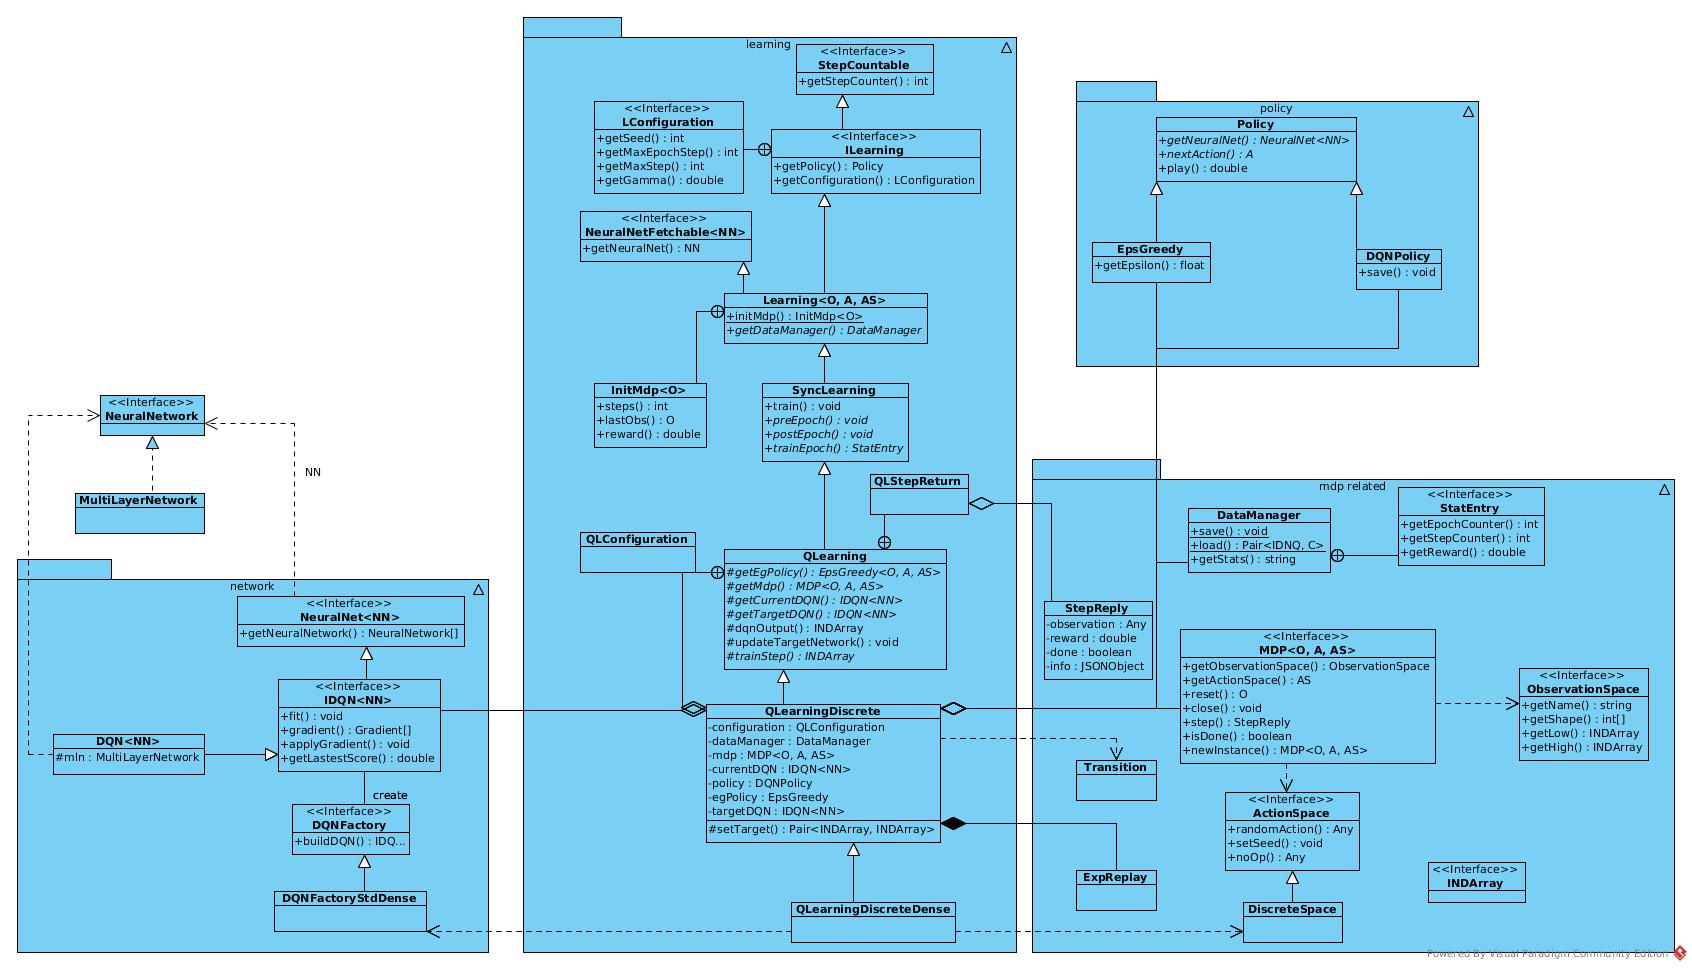 learning
<<Interface>>
StepCountable
+getStepCounter() : int
<<Interface>>
LConfiguration
+getSeed() : int
+getMaxEpochStep() : int
+getMaxStep() : int
+getGamma() : double
<<Interface>>
ILearning
+getPolicy() : Policy
+getConfiguration() : LConfiguration
<<Interface>>
NeuralNetFetchable<NN>
+getNeuralNet() : NN
Learning<O, A, AS>
+initMdp() : InitMdp<O>
+getDataManager() : DataManager
InitMdp<O>
+steps() : int
+lastObs() : O
+reward() : double
SyncLearning
+train() : void
+preEpoch() : void
+postEpoch() : void
+trainEpoch() : StatEntry
QLStepReturn
QLConfiguration
QLearning
#getEgPolicy() : EpsGreedy<O, A, AS>
#getMdp() : MDP<O, A, AS>
#getCurrentDQN() : IDQN<NN>
#getTargetDQN() : IDQN<NN>
#dqnOutput() : INDArray
#updateTargetNetwork() : void
#trainStep() : INDArray
QLearningDiscrete
-configuration : QLConfiguration
-dataManager : DataManager
-mdp : MDP<O, A, AS>
-currentDQN : IDQN<NN>
-policy : DQNPolicy
-egPolicy : EpsGreedy
-targetDQN : IDQN<NN>
#setTarget() : Pair<INDArray, INDArray>
QLearningDiscreteDense
policy
Policy
+getNeuralNet() : NeuralNet<NN>
+nextAction() : A
+play() : double
EpsGreedy
+getEpsilon() : float
DQNPolicy
+save() : void
<<Interface>>
NeuralNetwork
MultiLayerNetwork
NN
network
<<Interface>>
NeuralNet<NN>
+getNeuralNetwork() : NeuralNetwork[]
<<Interface>>
IDQN<NN>
+fit() : void
+gradient() : Gradient[]
+applyGradient() : void
+getLastestScore() : double
DQN<NN>
#mln : MultiLayerNetwork
create
<<Interface>>
DQNFactory
+buildDQN() : IDQ...
DQNFactoryStdDense
mdp related
DataManager
+save() : void
+load() : Pair<IDNQ, C>
+getStats() : string
<<Interface>>
StatEntry
+getEpochCounter() : int
+getStepCounter() : int
+getReward() : double
StepReply
-observation : Any
-reward : double
-done : boolean
-info : JSONObject
<<Interface>>
MDP<O, A, AS>
+getObservationSpace() : ObservationSpace
+getActionSpace() : AS
+reset() : O
+close() : void
+step() : StepReply
+isDone() : boolean
+newInstance() : MDP<O, A, AS>
<<Interface>>
ObservationSpace
+getName() : string
+getShape() : int[]
+getLow() : INDArray
+getHigh() : INDArray
Transition
<<Interface>>
ActionSpace
+randomAction() : Any
+setSeed() : void
+noOp() : Any
ExpReplay
<<Interface>>
INDArray
DiscreteSpace
Powered By Visual Paradigm Community Edition